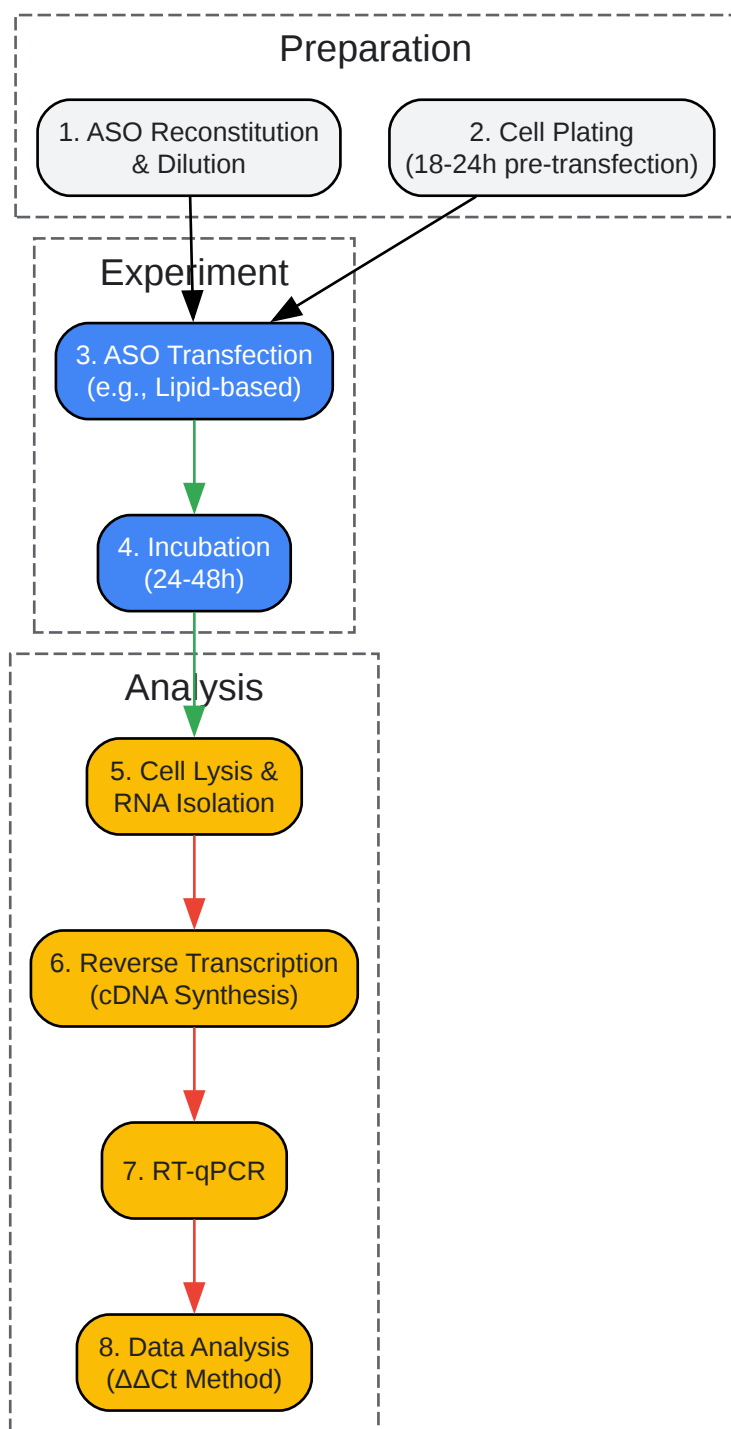 Preparation
1. ASO Reconstitution
& Dilution
2. Cell Plating
(18-24h pre-transfection)
Experiment
3. ASO Transfection
(e.g., Lipid-based)
4. Incubation
(24-48h)
Analysis
5. Cell Lysis &
RNA Isolation
6. Reverse Transcription
(cDNA Synthesis)
7. RT-qPCR
8. Data Analysis
(ΔΔCt Method)